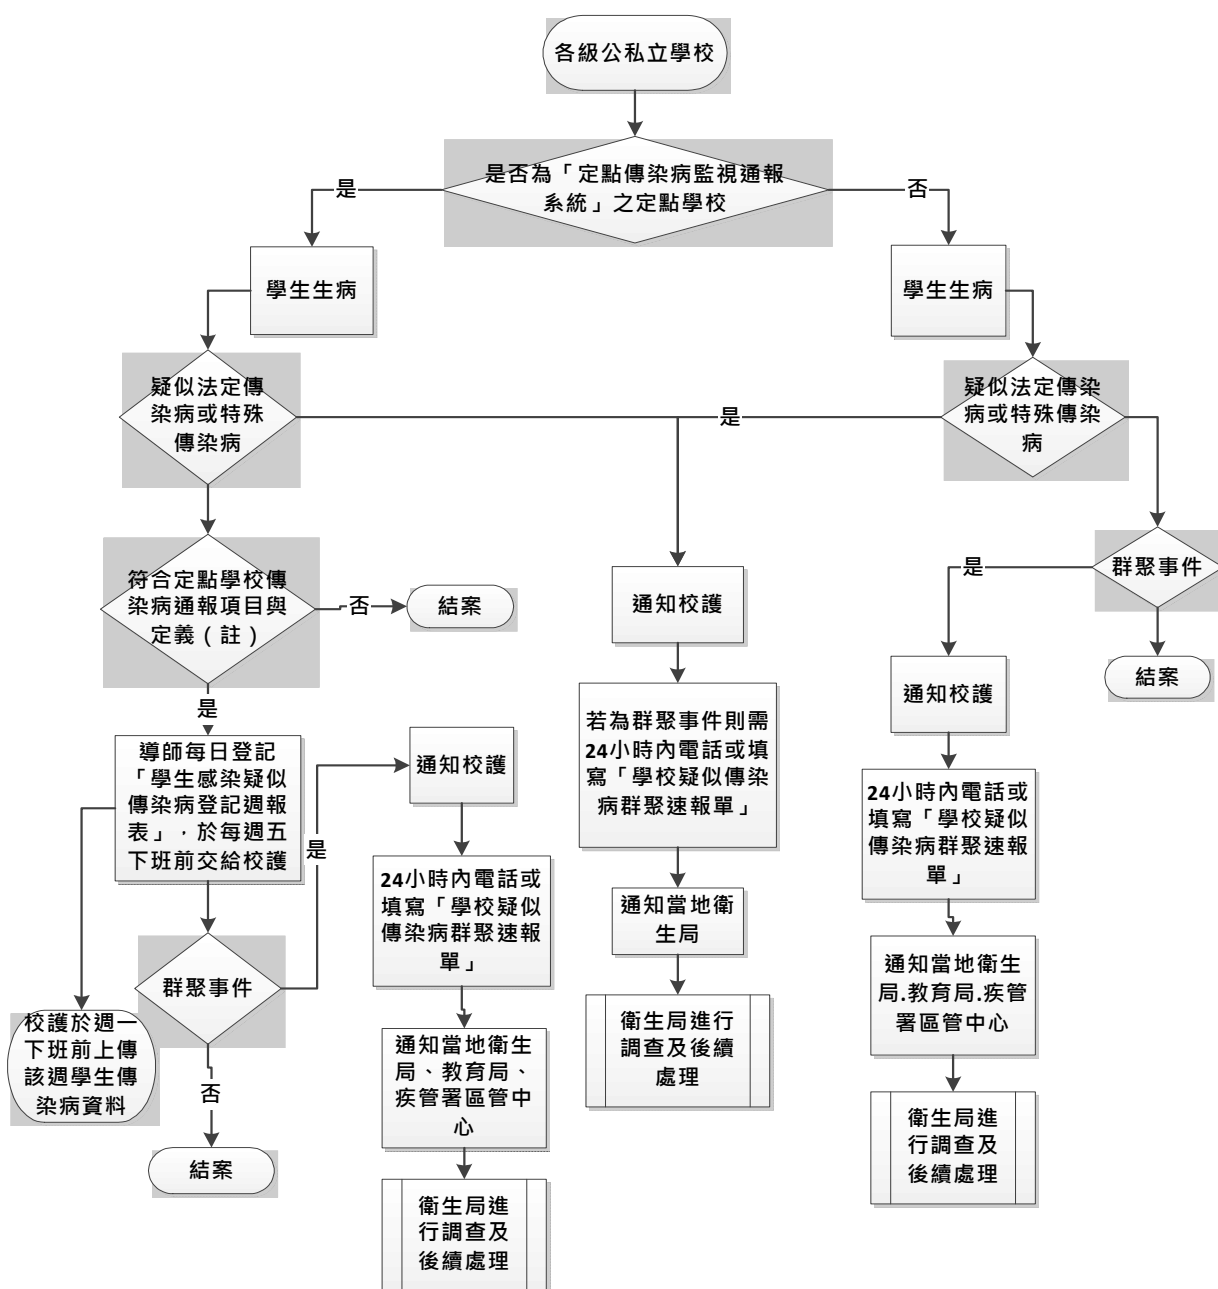 各級公私立學校
是否為「定點傳染病監視通報
系統」之定點學校
是
否
學生生病
學生生病
疑似法定傳
染病或特殊
傳染病
是
疑似法定傳染
病或特殊傳染
病
符合定點學校傳
染病通報項目與
定義（註）
否
結案
通知校護
是
群聚事件
結案
通知校護
是
導師每日登記
「學生感染疑似
傳染病登記週報
表」，於每週五
下班前交給校護
是
通知校護
若為群聚事件則需
24小時內電話或填
寫「學校疑似傳染
病群聚速報單」
24小時內電話或
填寫「學校疑似
傳染病群聚速報
單」
24小時內電話或
填寫「學校疑似
傳染病群聚速報
單」
通知當地衛
生局
群聚事件
校護於週一
下班前上傳
該週學生傳
染病資料
否
結案
通知當地衛生
局、教育局、
疾管署區管中
心
衛生局進行
調查及後續
處理
通知當地衛生
局.教育局.疾管
署區管中心
衛生局進
行調查及
後續處理
衛生局進
行調查及
後續處理